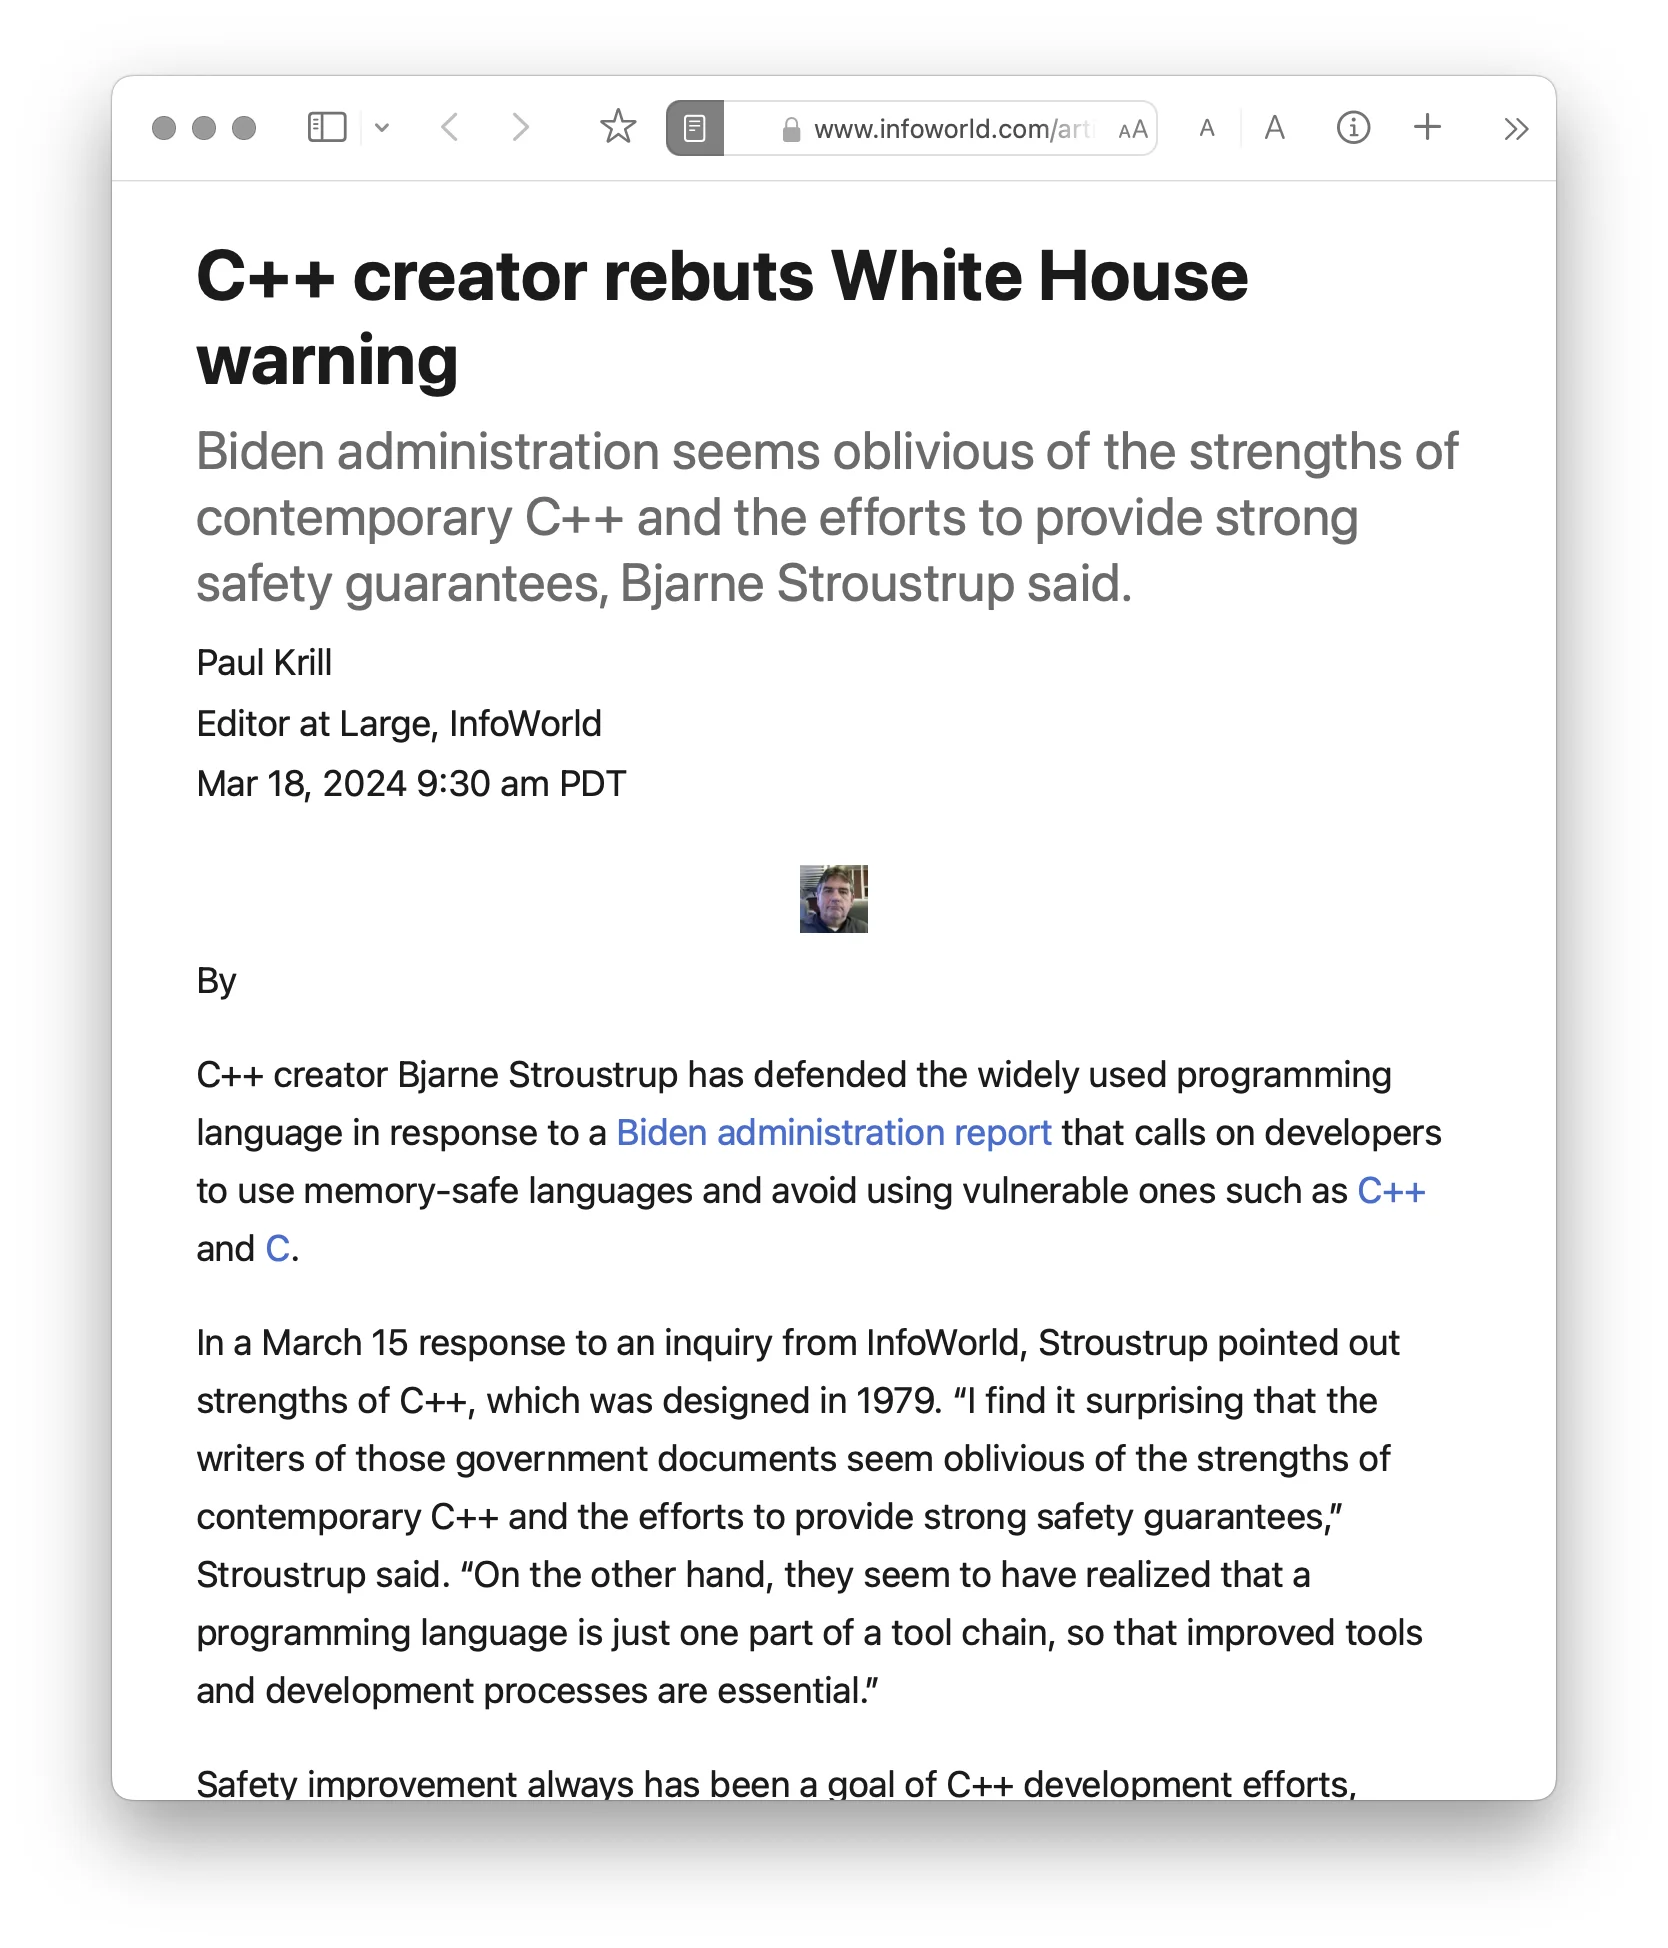 www.infoworld.com/arti
AA
A
A
C++ creator rebuts White House
warning
Biden administration seems oblivious of the strengths of
contemporary C++ and the efforts to provide strong
safety guarantees, Bjarne Stroustrup said.
Paul Krill
Editor at Large, InfoWorld
Mar 18, 2024 9:30 am PDT
By
C++ creator Bjarne Stroustrup has defended the widely used programming
language in response to a Biden administration report that calls on developers
to use memory-safe languages and avoid using vulnerable ones such as C++
and C.
In a March 15 response to an inquiry from InfoWorld, Stroustrup pointed out
strengths of C++, which was designed in 1979. “I find it surprising that the
writers of those government documents seem oblivious of the strengths of
contemporary C++ and the efforts to provide strong safety guarantees,”
Stroustrup said. “On the other hand, they seem to have realized that a
programming language is just one part of a tool chain, so that improved tools
and development processes are essential.”
Safety improvement always has been a goal of C++ development efforts,